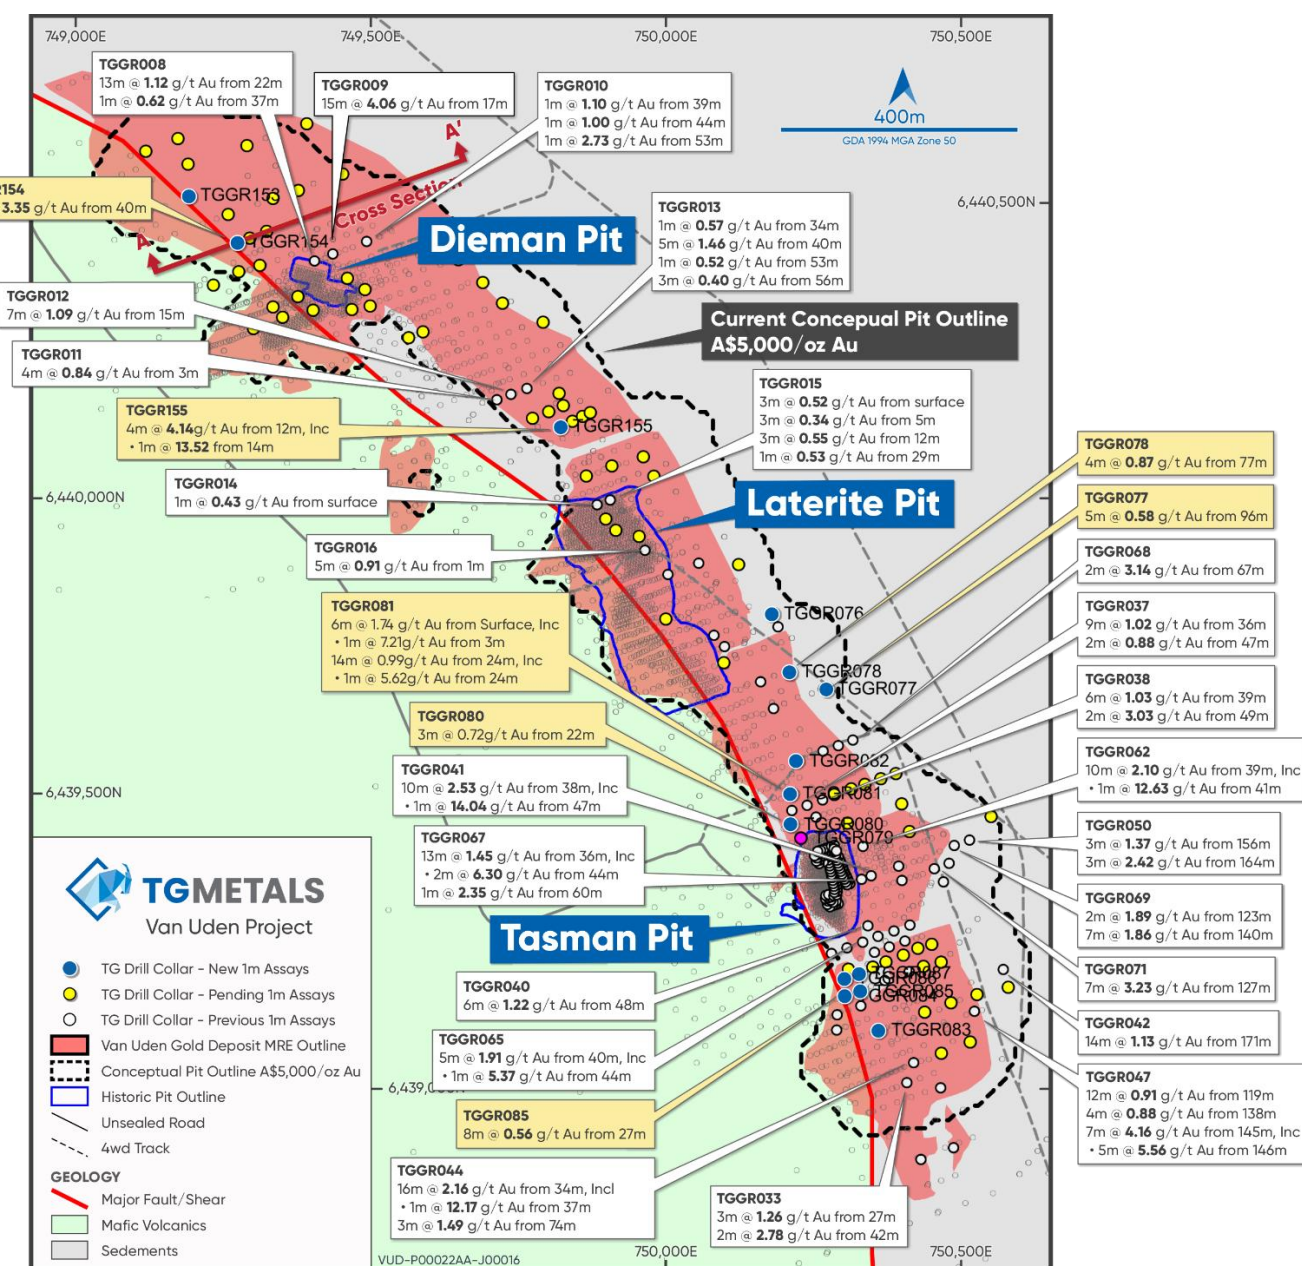 749,000E
749,500E
750,000E
750,500E
TGGR008
13m @ 1.12 g/t Au from 22m
1m @ 0.62 g/t Au from 37m
TGGR009
15m @ 4.06 g/t Au from 17m
TGGR010
1m @ 1.10 g/t Au from 39m
1m @ 1.00 g/t Au from 44m
1m @ 2.73 g/t Au from 53m
400m
GDA 1994 MGA Zone 50
A'
Cross Section
A
TGGR153
154
3.35 g/t Au from 40m
TGGR154
6,440,500N
Dieman Pit
TGGR013
1m @ 0.57 g/t Au from 34m
5m @ 1.46 g/t Au from 40m
1m @ 0.52 g/t Au from 53m
3m @ 0.40 g/t Au from 56m
TGGR012
7m @ 1.09 g/t Au from 15m
TGGR011
4m @ 0.84 g/t Au from 3m
Current Concepual Pit Outline
A$5,000/oz Au
TGGR015
3m @ 0.52 g/t Au from surface
3m @ 0.34 g/t Au from 5m
3m @ 0.55 g/t Au from 12m
1m @ 0.53 g/t Au from 29m
TGGR155
4m @ 4.14g/t Au from 12m, Inc
• 1m @ 13.52 from 14m
TGGR155
TGGR078
4m @ 0.87 g/t Au from 77m
TGGR014
1m @ 0.43 g/t Au from surface
6,440,000N
Laterite Pit
TGGR077
5m @ 0.58 g/t Au from 96m
TGGR016
5m @ 0.91 g/t Au from 1m
TGGR068
2m @ 3.14 g/t Au from 67m
TGGR081
6m @ 1.74 g/t Au from Surface, Inc
• 1m @ 7.21g/t Au from 3m
14m @ 0.99g/t Au from 24m, Inc
• 1m @ 5.62g/t Au from 24m
TGGR076
TGGR037
9m @ 1.02 g/t Au from 36m
2m @ 0.88 g/t Au from 47m
TGGR078
TGGR077
TGGR038
6m @ 1.03 g/t Au from 39m
2m @ 3.03 g/t Au from 49m
TGGR080
3m @ 0.72g/t Au from 22m
TGGR062
10m @ 2.10 g/t Au from 39m, Inc
• 1m @ 12.63 g/t Au from 41m
TGGR082
TGGR041
10m @ 2.53 g/t Au from 38m, Inc
• 1m @ 14.04 g/t Au from 47m
6,439,500N
TGGR081
TGGR080
TGGR079
TGGR050
3m @ 1.37 g/t Au from 156m
3m @ 2.42 g/t Au from 164m
TGGR067
13m @ 1.45 g/t Au from 36m, Inc
• 2m @ 6.30 g/t Au from 44m
1m @ 2.35 g/t Au from 60m
TGGR069
2m @ 1.89 g/t Au from 123m
7m @ 1.86 g/t Au from 140m
Tasman Pit
TGGR071
7m @ 3.23 g/t Au from 127m
TGGR040
6m @ 1.22 g/t Au from 48m
TGGR087
GGR086
TGGR085
GGR084
TGGR083
TGGR042
14m @ 1.13 g/t Au from 171m
TGGR065
5m @ 1.91 g/t Au from 40m, Inc
• 1m @ 5.37 g/t Au from 44m
TGGR047
12m @ 0.91 g/t Au from 119m
4m @ 0.88 g/t Au from 138m
7m @ 4.16 g/t Au from 145m, Inc
• 5m @ 5.56 g/t Au from 146m
TGGR085
8m @ 0.56 g/t Au from 27m
TGGR044
16m @ 2.16 g/t Au from 34m, Incl
• 1m @ 12.17 g/t Au from 37m
3m @ 1.49 g/t Au from 74m
TGGR033
3m @ 1.26 g/t Au from 27m
2m @ 2.78 g/t Au from 42m
TGMETALS
Van Uden Project
TG Drill Collar - New 1m Assays
TG Drill Collar - Pending 1m Assays
TG Drill Collar - Previous 1m Assays
Van Uden Gold Deposit MRE Outline
Conceptual Pit Outline A$5,000/oz Au
Historic Pit Outline
Unsealed Road
4wd Track
GEOLOGY
Major Fault/Shear
Mafic Volcanics
Sedements
VUD-P00022AA-J00016
750,000E
750,500E